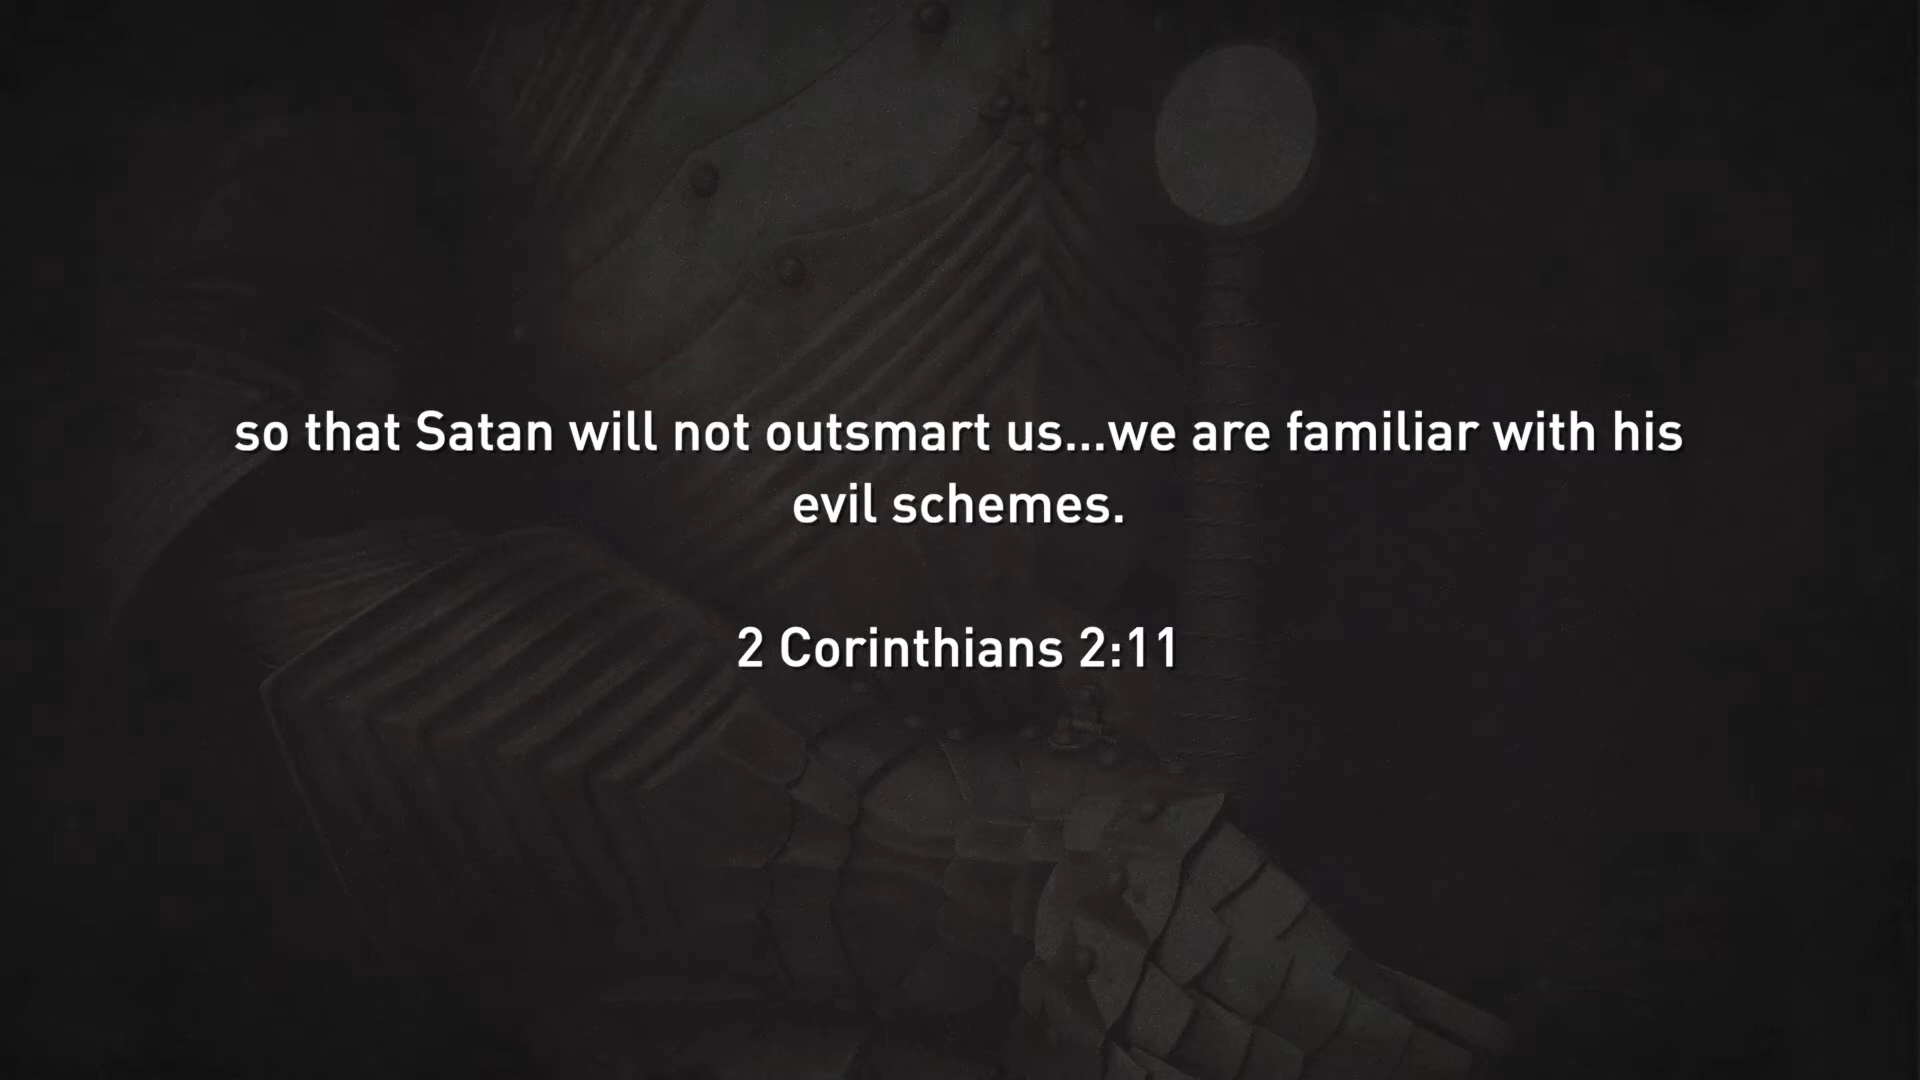 so that Satan will not outsmart us...we are familiar with his
evil schemes.
2 Corinthians 2:11